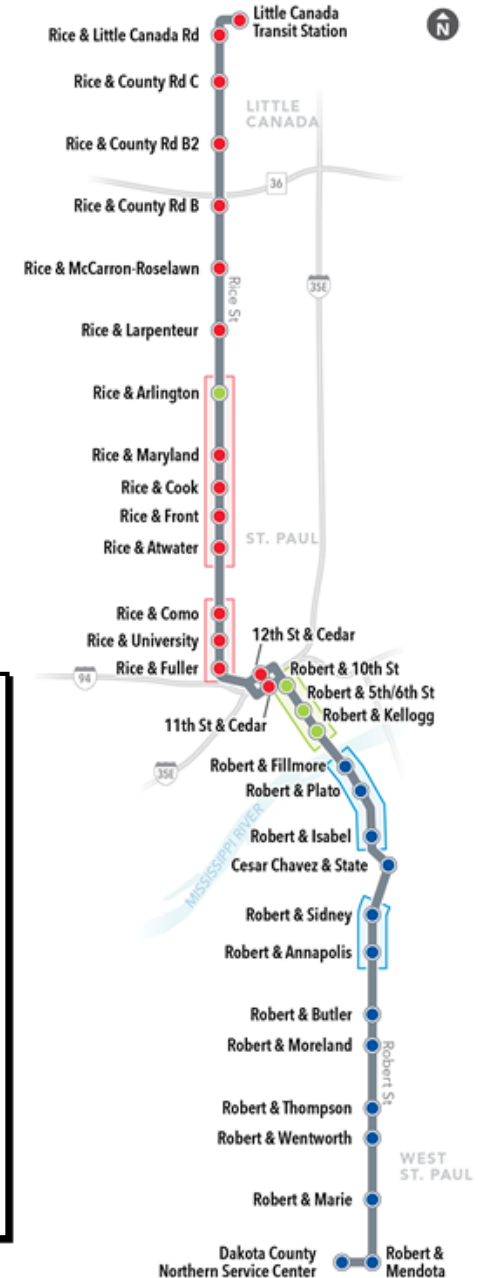 Little Canada
Transit Station
N
Rice & Little Canada Rd
Rice & County Rd C
LITTLE
CANADA
Rice & County Rd B2
36
Rice & County Rd B
Rice & McCarron-Roselawn
Rice St
35E
Rice & Larpenteur
Rice & Arlington
Rice & Maryland
Rice & Cook
Rice & Front
ST. PAUL
Rice & Atwater
Rice & Como
12th St & Cedar
Rice & University
Rice & Fuller
Robert & 10th St
94
Robert & 5th/6th St
Robert & Kellogg
11th St & Cedar
Robert & Fillmore
35E
Robert & Plato
MISSISSIPPI RIVER
Robert & Isabel
Cesar Chavez & State
Robert & Sidney
Robert & Annapolis
Robert & Butler
Robert & Moreland
Robert St
Robert & Thompson
Robert & Wentworth
WEST
ST. PAUL
Robert & Marie
Dakota County
Northern Service Center
Robert &
Mendota